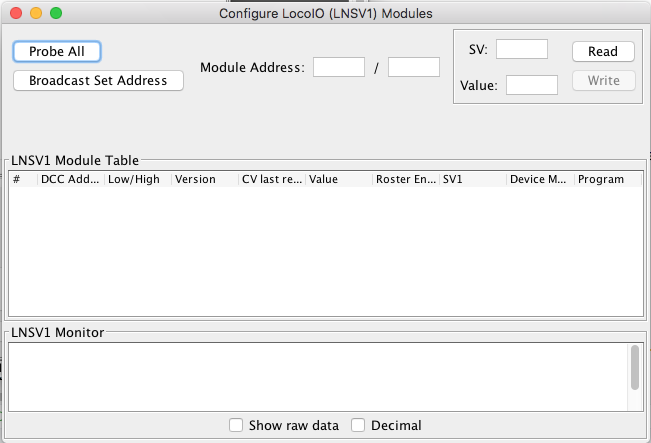 Configure LocoIO (LNSV1) Modules
Probe All
Broadcast Set Address
Module Address: /
SV: Read
Value: Write
LNSV1 Module Table
# DCC Add... Low/High Version CV last re... Value Roster En... SV1 Device M... Program
LNSV1 Monitor
Show raw data Decimal